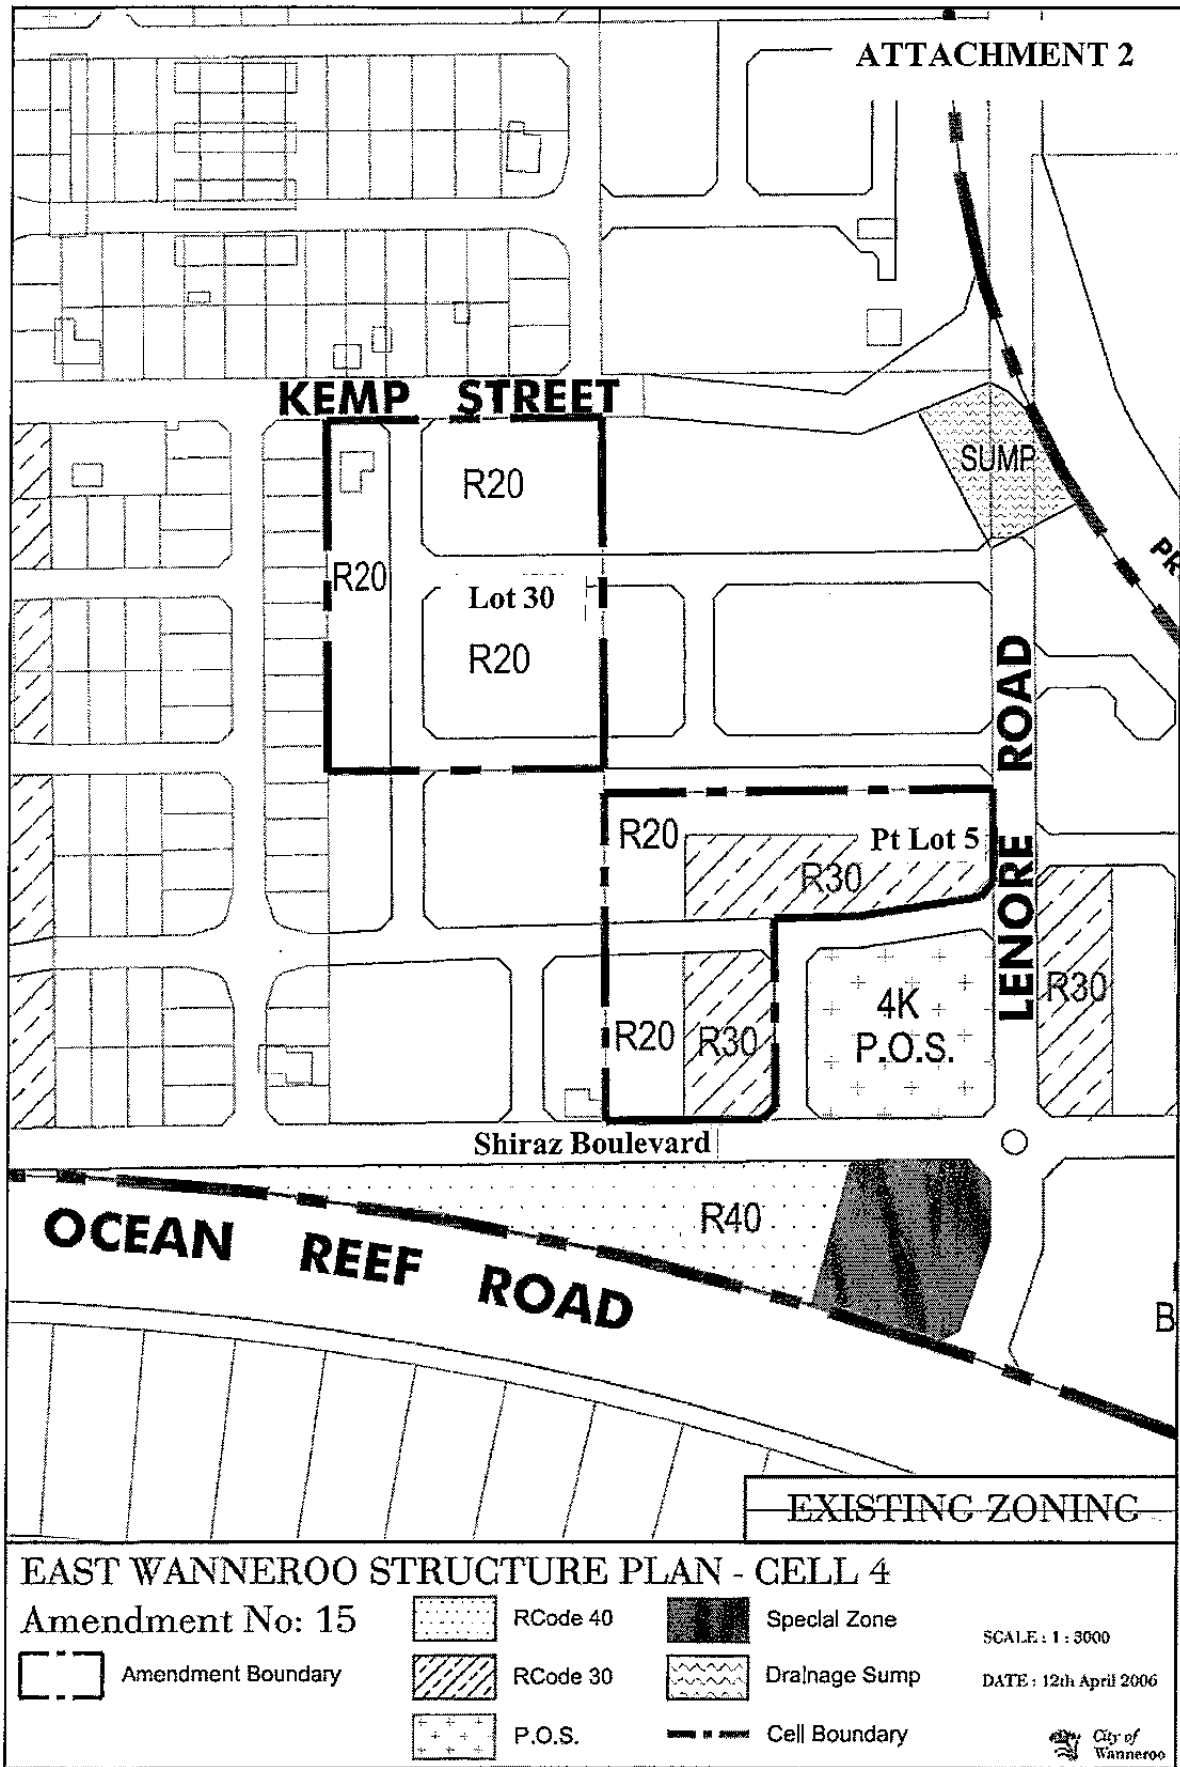 ATTACHMENT 2
KEMP STREET
R20
SUMP
R20
Lot 30
R20
PR
LENORE ROAD
R20
Pt Lot 5
R30
4K
P.O.S.
R30
R20
R30
Shiraz Boulevard
R40
OCEAN REEF ROAD
B
EXISTING ZONING
EAST WANNEROO STRUCTURE PLAN - CELL 4
Amendment No: 15
Amendment Boundary
RCode 40
RCode 30
P.O.S.
Special Zone
Drainage Sump
Cell Boundary
SCALE : 1 : 3000
DATE : 12th April 2006
City of
Wanneroo